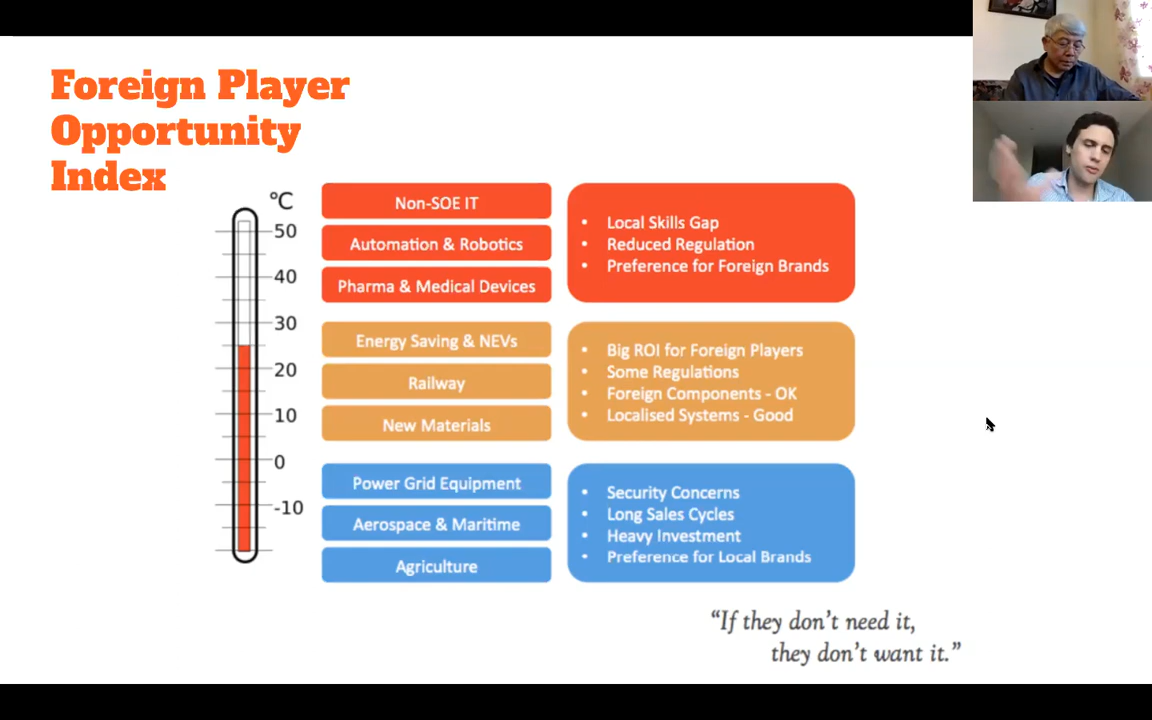 Foreign Player
Opportunity
Index
°C
50
40
30
20
10
0
-10
Non-SOE IT
Automation & Robotics
Pharma & Medical Devices
• Local Skills Gap
• Reduced Regulation
• Preference for Foreign Brands
Energy Saving & NEVs
Railway
New Materials
• Big ROI for Foreign Players
• Some Regulations
• Foreign Components - OK
• Localised Systems - Good
Power Grid Equipment
Aerospace & Maritime
Agriculture
• Security Concerns
• Long Sales Cycles
• Heavy Investment
• Preference for Local Brands
“If they don’t need it,
they don’t want it.”